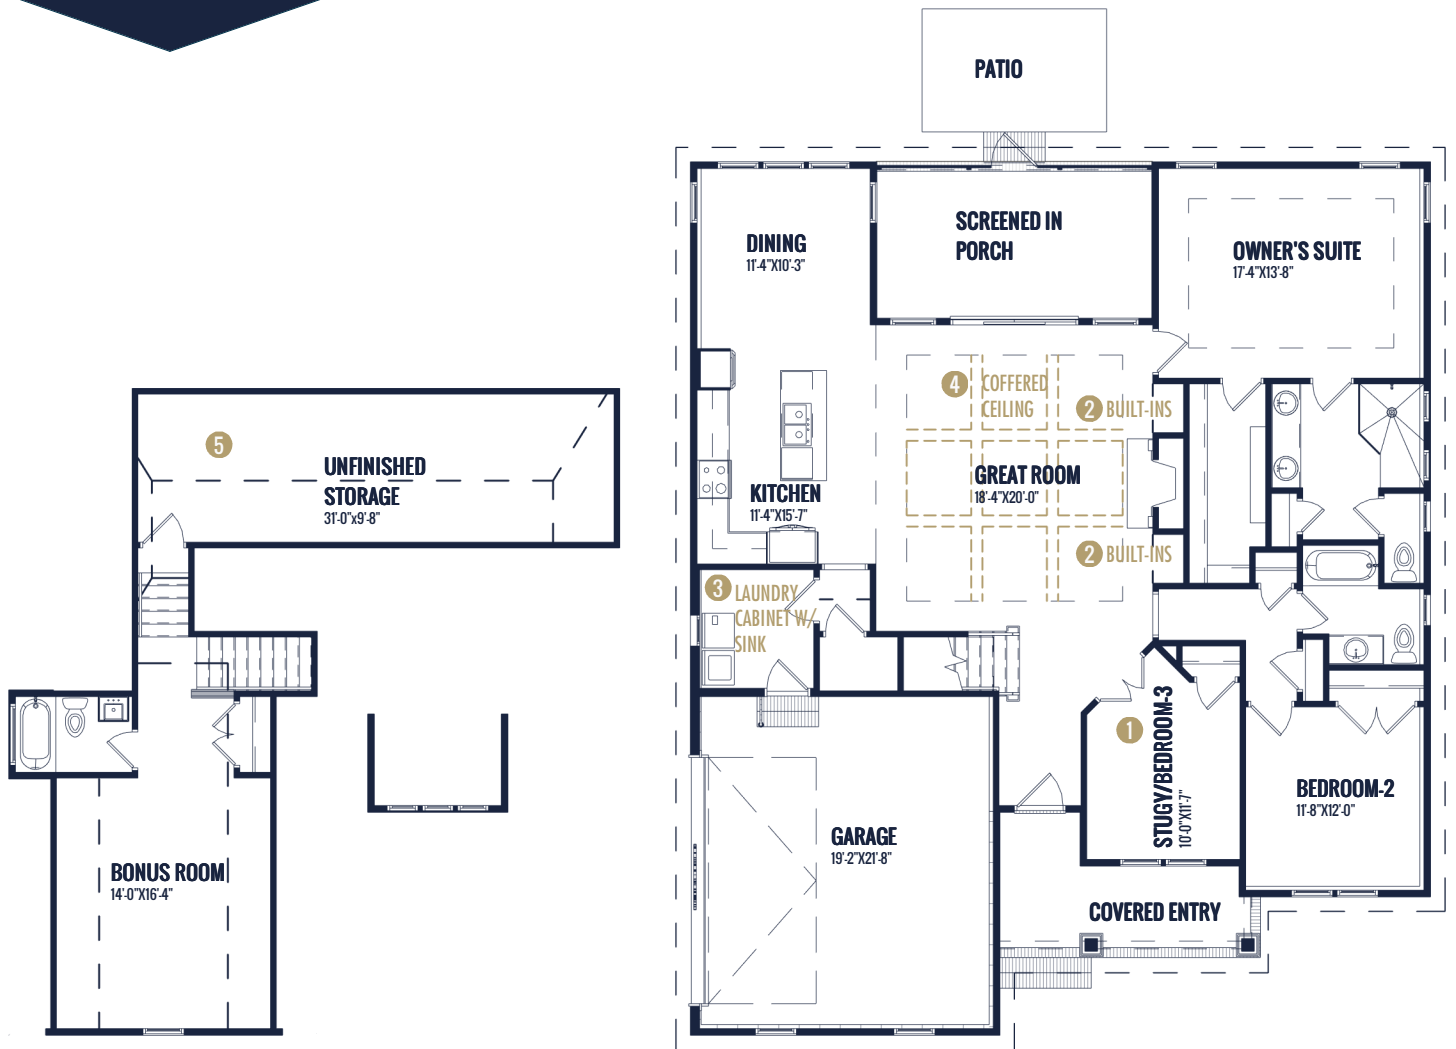 PATIO
SCREENED IN
PORCH
DINING
11'-4"X10'-3"
OWNER'S SUITE
17'-4"X13'-8"
4 COFFERED
CEILING
2 BUILT-INS
GREAT ROOM
18'-4"X20'-0"
KITCHEN
11'-4"X15'-7"
2 BUILT-INS
3 LAUNDRY
CABINET W/
SINK
5
UNFINISHED
STORAGE
31'-0"x9'-8"
1
STUGY/BEDROOM-3
10'-0"X11'-7"
BEDROOM-2
11'-8"X12'-0"
GARAGE
19'-2"X21'-8"
BONUS ROOM
14'-0"X16'-4"
COVERED ENTRY